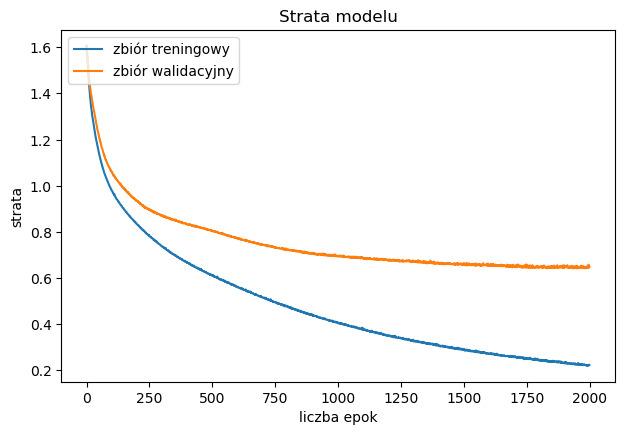 Strata modelu
zbiór treningowy
zbiór walidacyjny
strata
1.6
1.4
1.2
1.0
0.8
0.6
0.4
0.2
0 250 500 750 1000 1250 1500 1750 2000
liczba epok